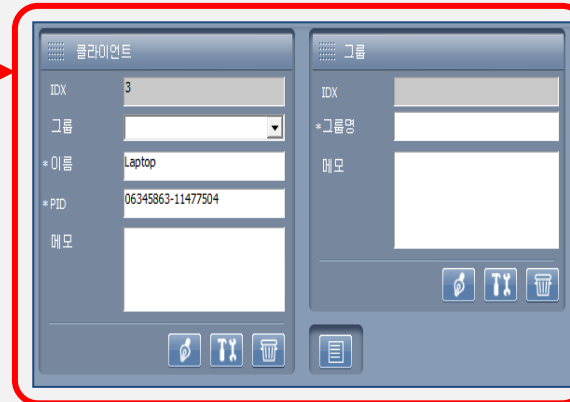 클라이언트
IDX
3
그룹
* 이름
Laptop
* PID
06345863-11477504
메모
그룹
IDX
*그룹명
메모